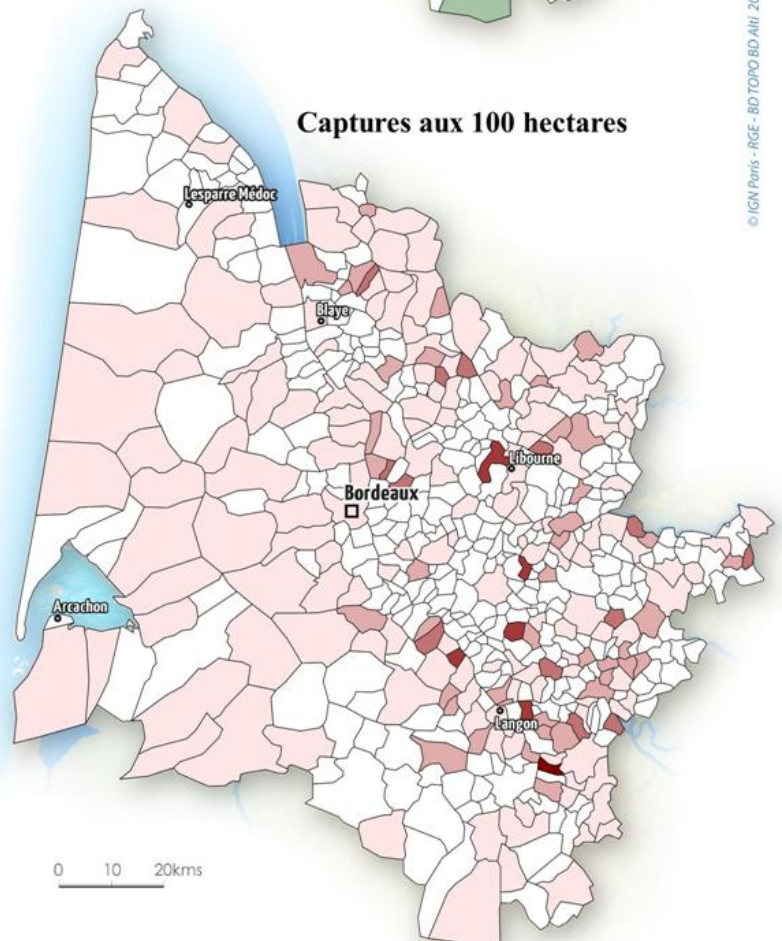 © IGN Paris - RGE - BD TOPO BD Alti
Captures aux 100 hectares
Lesparre Médoc
Blaye
Libourne
Bordeaux
Arcachon
Langon
0 10 20kms